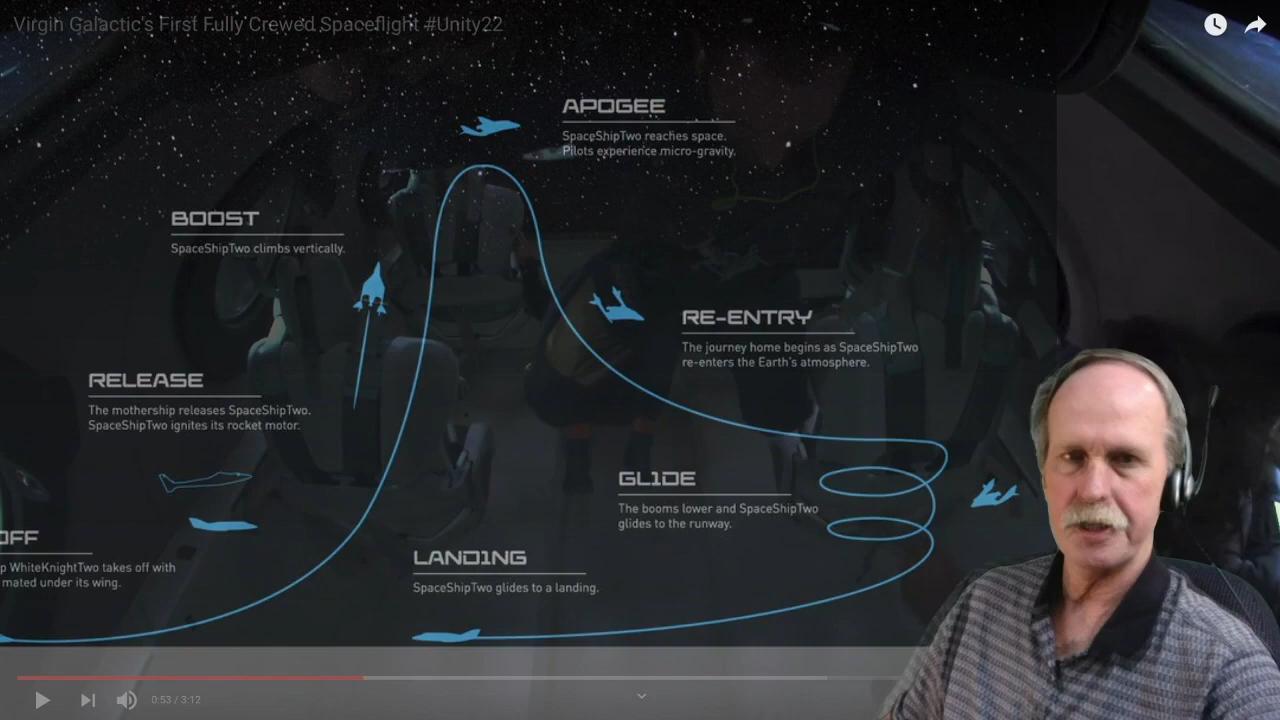 Virgin Galactic's First Fully Crewed Spaceflight #Unity22
APOGEE
SpaceShipTwo reaches space.
Pilots experience micro-gravity.
BOOST
SpaceShipTwo climbs vertically.
RE-ENTRY
The journey home begins as SpaceShipTwo
re-enters the Earth's atmosphere.
RELEASE
The mothership releases SpaceShipTwo.
SpaceShipTwo ignites its rocket motor.
GL1DE
The booms lower and SpaceShipTwo
glides to the runway.
OFF
p WhiteKnightTwo takes off with
mated under its wing.
LAND1NG
SpaceShipTwo glides to a landing.
0:53 / 3:12